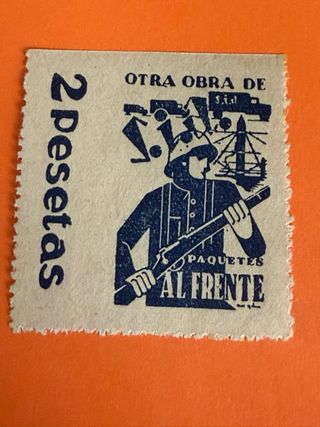 2 pesetas
OTRA OBRA DE
S.I.A.
PAQUETES
AL FRENTE